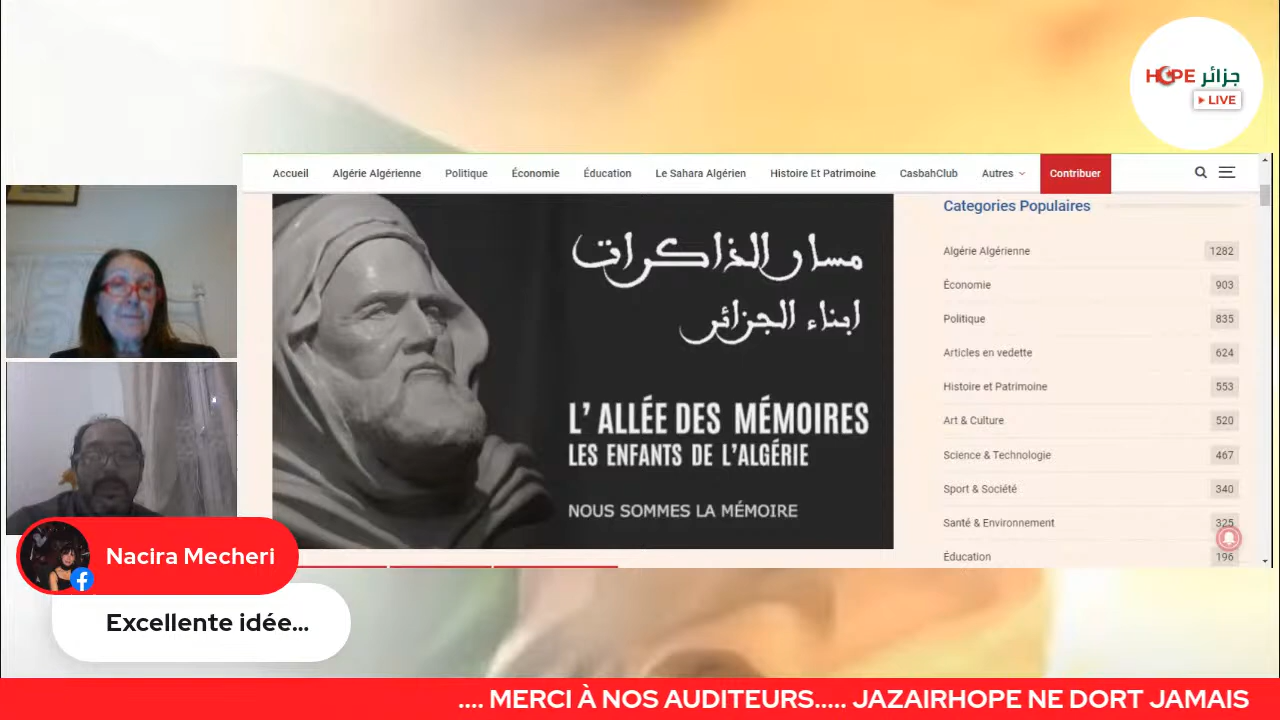 HOPE جزائر
LIVE
Accueil Algérie Algérienne Politique Économie Éducation Le Sahara Algérien Histoire Et Patrimoine CasbahClub Autres Contribuer
مسار الذاكرات
ابناء الجزائر
L' ALLÉE DES MÉMOIRES
LES ENFANTS DE L'ALGÉRIE
NOUS SOMMES LA MÉMOIRE
Categories Populaires
Algérie Algérienne 1282
Économie 903
Politique 835
Articles en vedette 624
Histoire et Patrimoine 553
Art & Culture 520
Science & Technologie 467
Sport & Société 340
Santé & Environnement 325
Éducation 196
Nacira Mecheri
Excellente idée...
.... MERCI À NOS AUDITEURS..... JAZAIRHOPE NE DORT JAMAIS